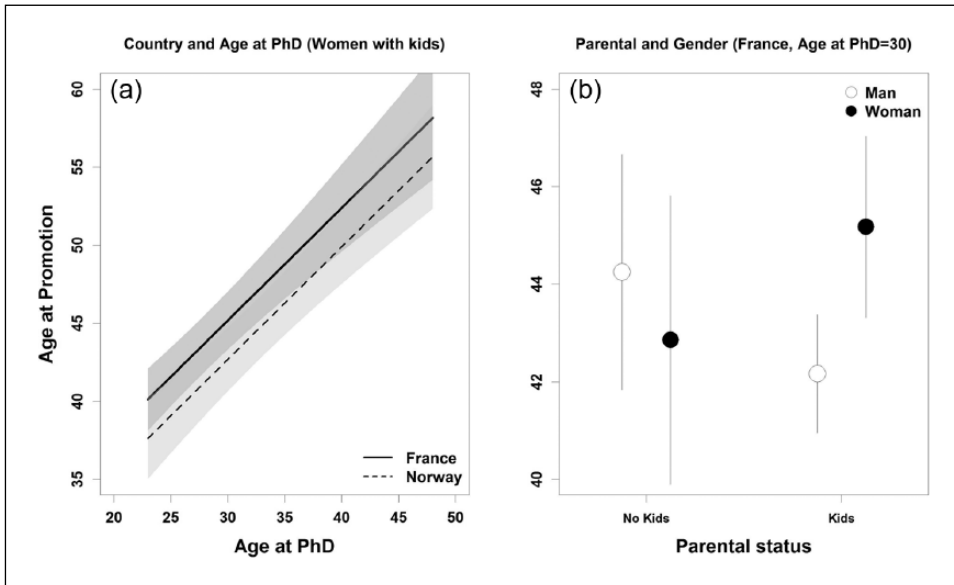 Country and Age at PhD (Women with kids)
(a)
Age at Promotion
60
55
50
45
40
35
France
Norway
20 25 30 35 40 45 50
Age at PhD
Parental and Gender (France, Age at PhD=30)
(b)
Man
Woman
48
46
44
42
40
No Kids Kids
Parental status